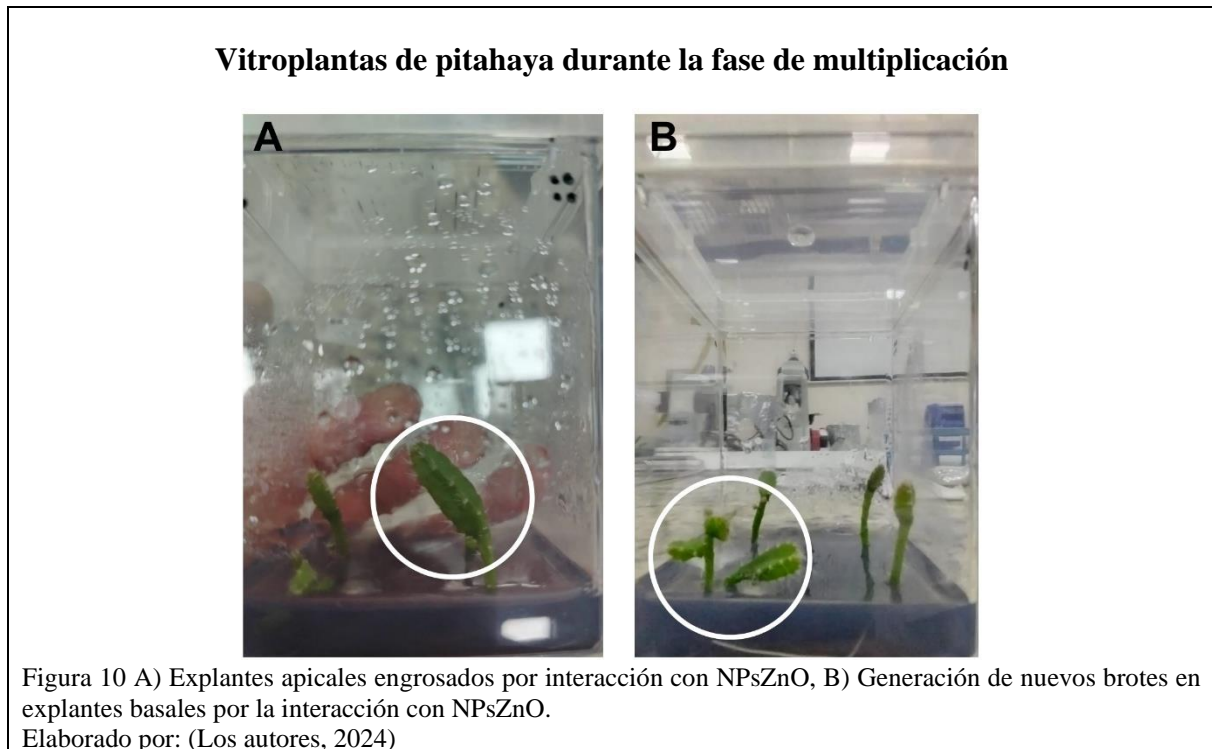 Vitroplantas de pitahaya durante la fase de multiplicación
A
B
Figura 10 A) Explantes apicales engrosados por interacción con NPsZnO, B) Generación de nuevos brotes en
explantes basales por la interacción con NPsZnO.
Elaborado por: (Los autores, 2024)